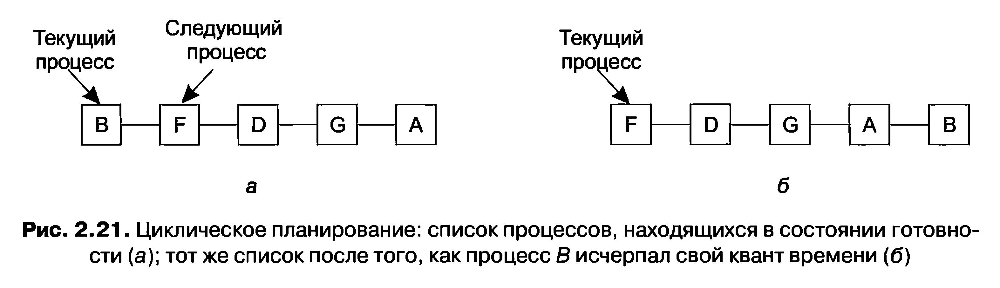 Текущий
процесс
Следующий
процесс
B F D G A
а
Текущий
процесс
F D G A B
б
Рис. 2.21. Циклическое планирование: список процессов, находящихся в состоянии готовно-
сти (а); тот же список после того, как процесс B исчерпал свой квант времени (б)